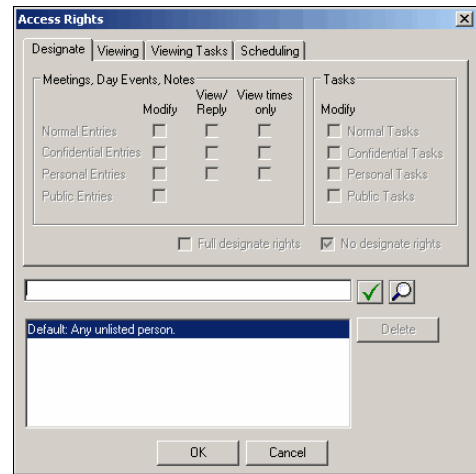 Access Rights
Designate Viewing Viewing Tasks Scheduling
Meetings, Day Events, Notes
Modify View/Reply View times only
Normal Entries
Confidential Entries
Personal Entries
Public Entries
Tasks
Modify
Normal Tasks
Confidential Tasks
Personal Tasks
Public Tasks
Full designate rights No designate rights
Default: Any unlisted person.
Delete
OK Cancel